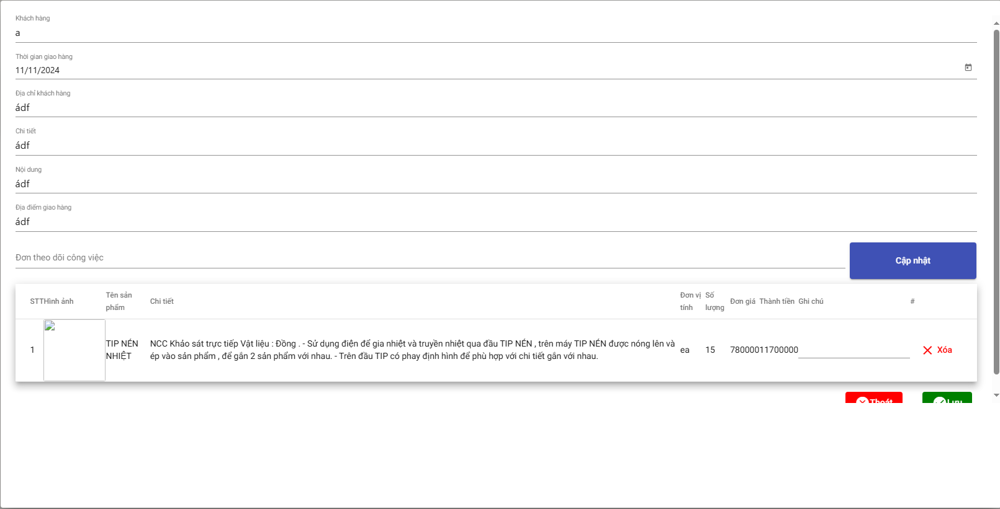 Khách hàng
a
Thời gian giao hàng
11/11/2024
Địa chỉ khách hàng
ádf
Chi tiết
ádf
Nội dung
ádf
Địa điểm giao hàng
ádf
Đơn theo dõi công việc
Cập nhật
STT Hình ảnh Tên sản phẩm Chi tiết Đơn vị tính Số lượng Đơn giá Thành tiền Ghi chú #
1
TIP NÉN
NHIỆT
NCC Khảo sát trực tiếp Vật liệu : Đồng . - Sử dụng điện để gia nhiệt và truyền nhiệt qua đầu TIP NÉN , trên máy TIP NÉN được nóng lên và
ép vào sản phẩm , để gắn 2 sản phẩm với nhau. - Trên đầu TIP có phay định hình để phù hợp với chi tiết gắn với nhau.
ea
15
780000 11700000
Xóa
Thoát
Lưu